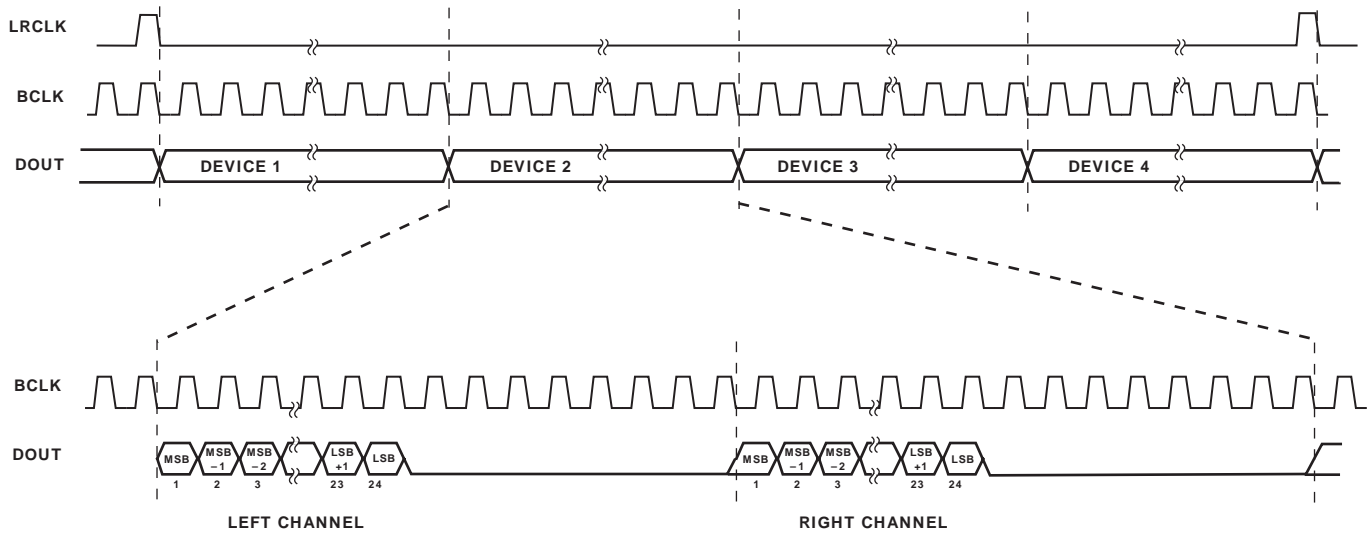 LRCLK
BCLK
DOUT
DEVICE 1
DEVICE 2
DEVICE 3
DEVICE 4
BCLK
DOUT
MSB
MSB
–1
MSB
–2
LSB
+1
LSB
MSB
MSB
–1
MSB
–2
LSB
+1
LSB
1 2 3 23 24 1 2 3 23 24
LEFT CHANNEL
RIGHT CHANNEL